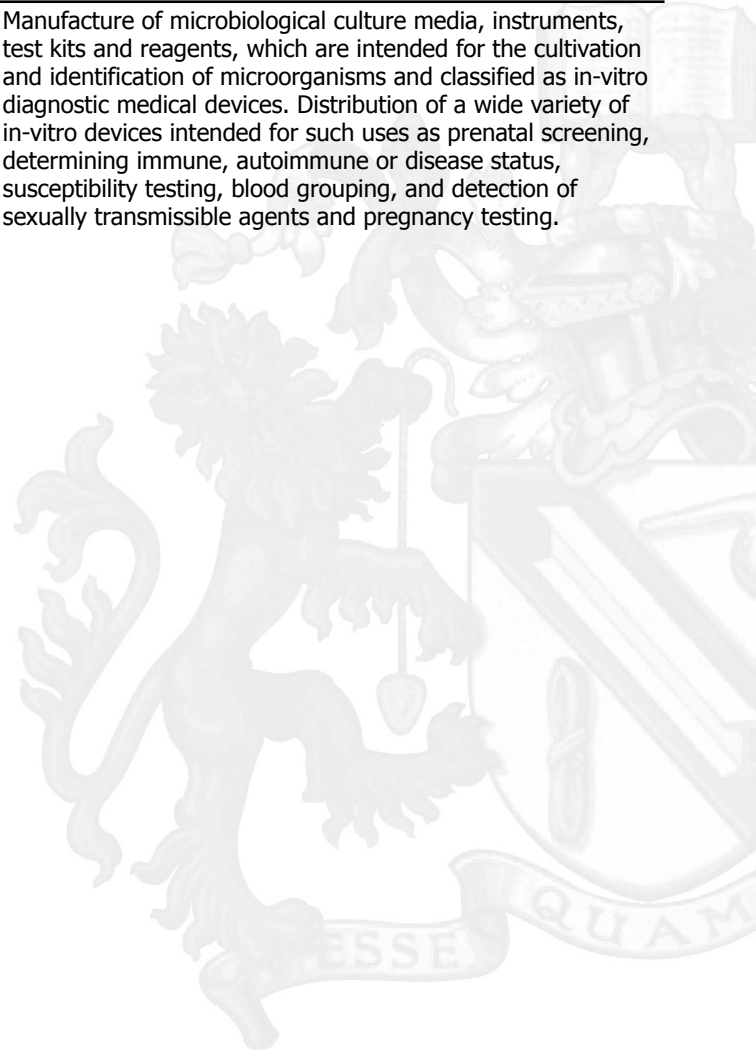 Manufacture of microbiological culture media, instruments,
test kits and reagents, which are intended for the cultivation
and identification of microorganisms and classified as in-vitro
diagnostic medical devices. Distribution of a wide variety of
in-vitro devices intended for such uses as prenatal screening,
determining immune, autoimmune or disease status,
susceptibility testing, blood grouping, and detection of
sexually transmissible agents and pregnancy testing.
ESSE QUAM